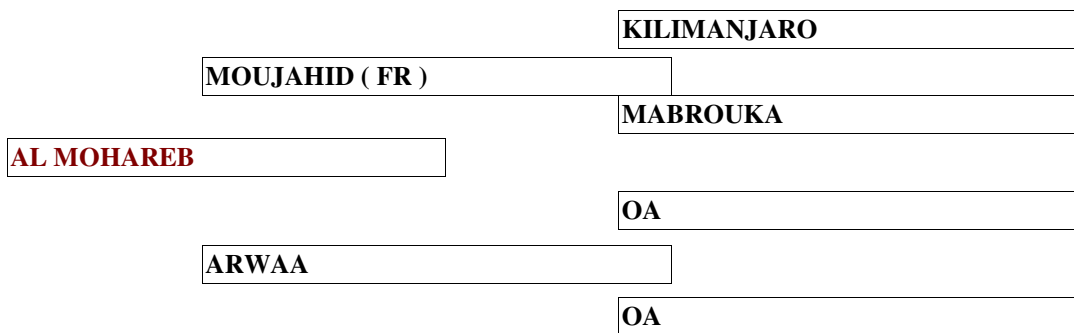 KILIMANJARO
MOUJAHID ( FR )
MABROUKA
AL MOHAREB
OA
ARWAA
OA